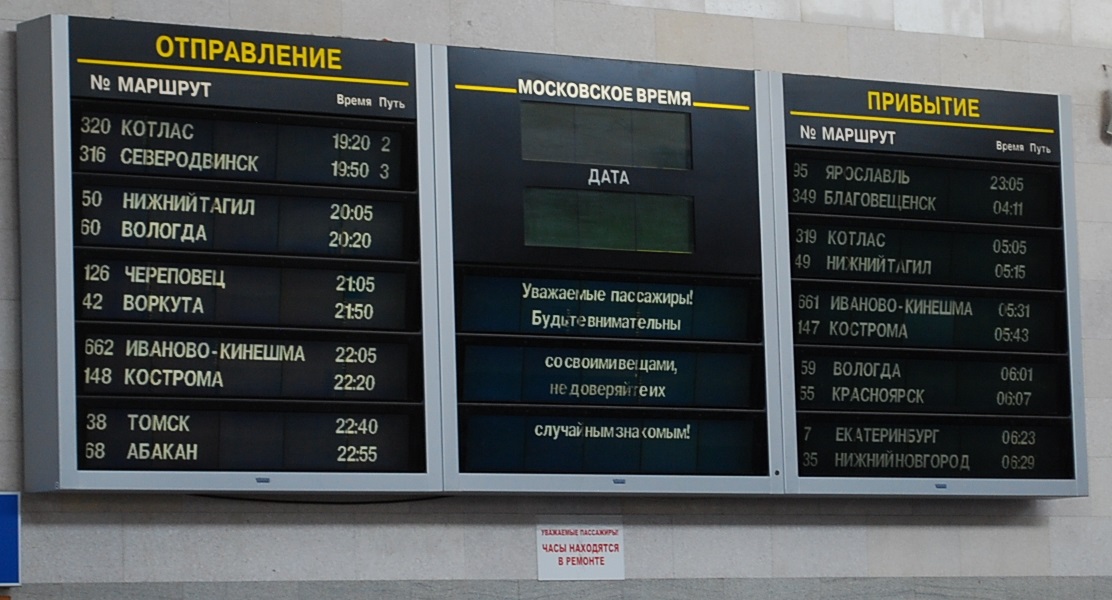 ОТПРАВЛЕНИЕ
№ МАРШРУТ Время Путь
320 КОТЛАС 19:20 2
316 СЕВЕРОДВИНСК 19:50 3
50 НИЖНИЙ ТАГИЛ 20:05
60 ВОЛОГДА 20:20
126 ЧЕРЕПОВЕЦ 21:05
42 ВОРКУТА 21:50
662 ИВАНОВО-КИНЕШМА 22:05
148 КОСТРОМА 22:20
38 ТОМСК 22:40
68 АБАКАН 22:55
МОСКОВСКОЕ ВРЕМЯ
ДАТА
Уважаемые пассажиры!
Будьте внимательны
со своими вещами,
не доверяйте их
случайным знакомым!
ПРИБЫТИЕ
№ МАРШРУТ Время Путь
95 ЯРОСЛАВЛЬ 23:05
349 БЛАГОВЕЩЕНСК 04:11
319 КОТЛАС 05:05
49 НИЖНИЙ ТАГИЛ 05:15
661 ИВАНОВО-КИНЕШМА 05:31
147 КОСТРОМА 05:43
59 ВОЛОГДА 06:01
55 КРАСНОЯРСК 06:07
7 ЕКАТЕРИНБУРГ 06:23
35 НИЖНИЙ НОВГОРОД 06:29
УВАЖАЕМЫЕ ПАССАЖИРЫ!
ЧАСЫ НАХОДЯТСЯ
В РЕМОНТЕ